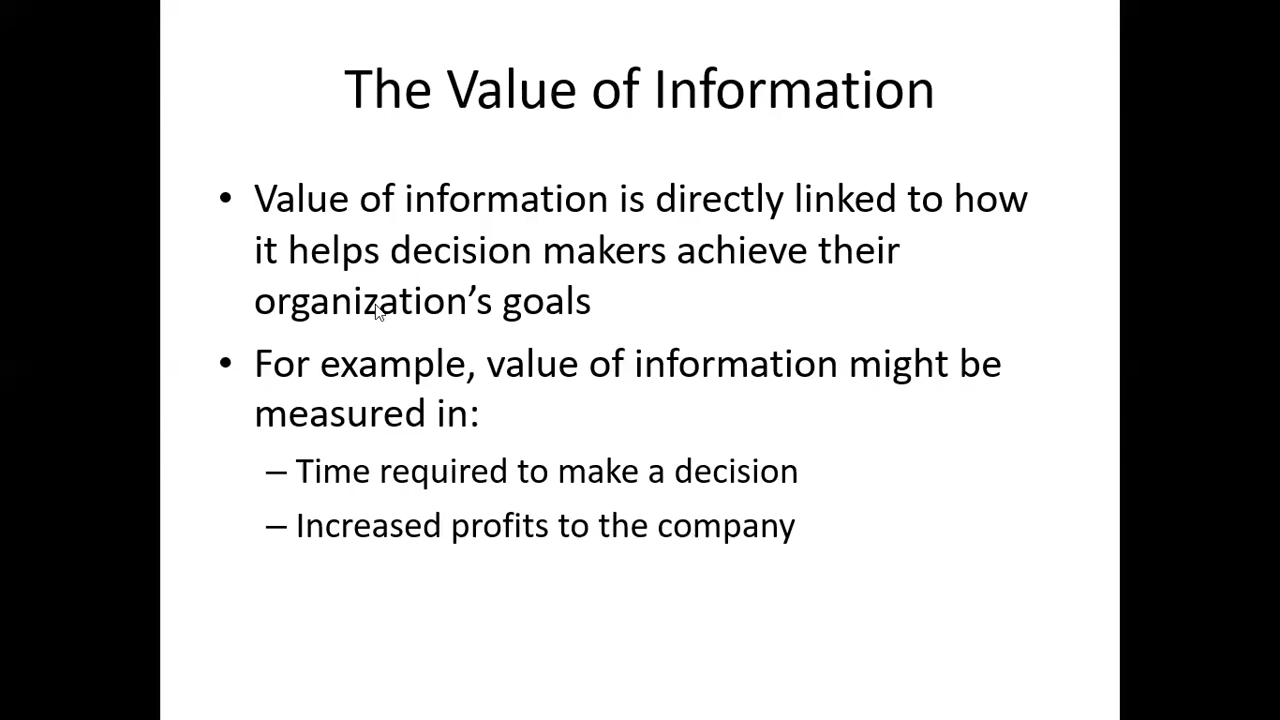 The Value of Information
• Value of information is directly linked to how
it helps decision makers achieve their
organization’s goals
• For example, value of information might be
measured in:
– Time required to make a decision
– Increased profits to the company